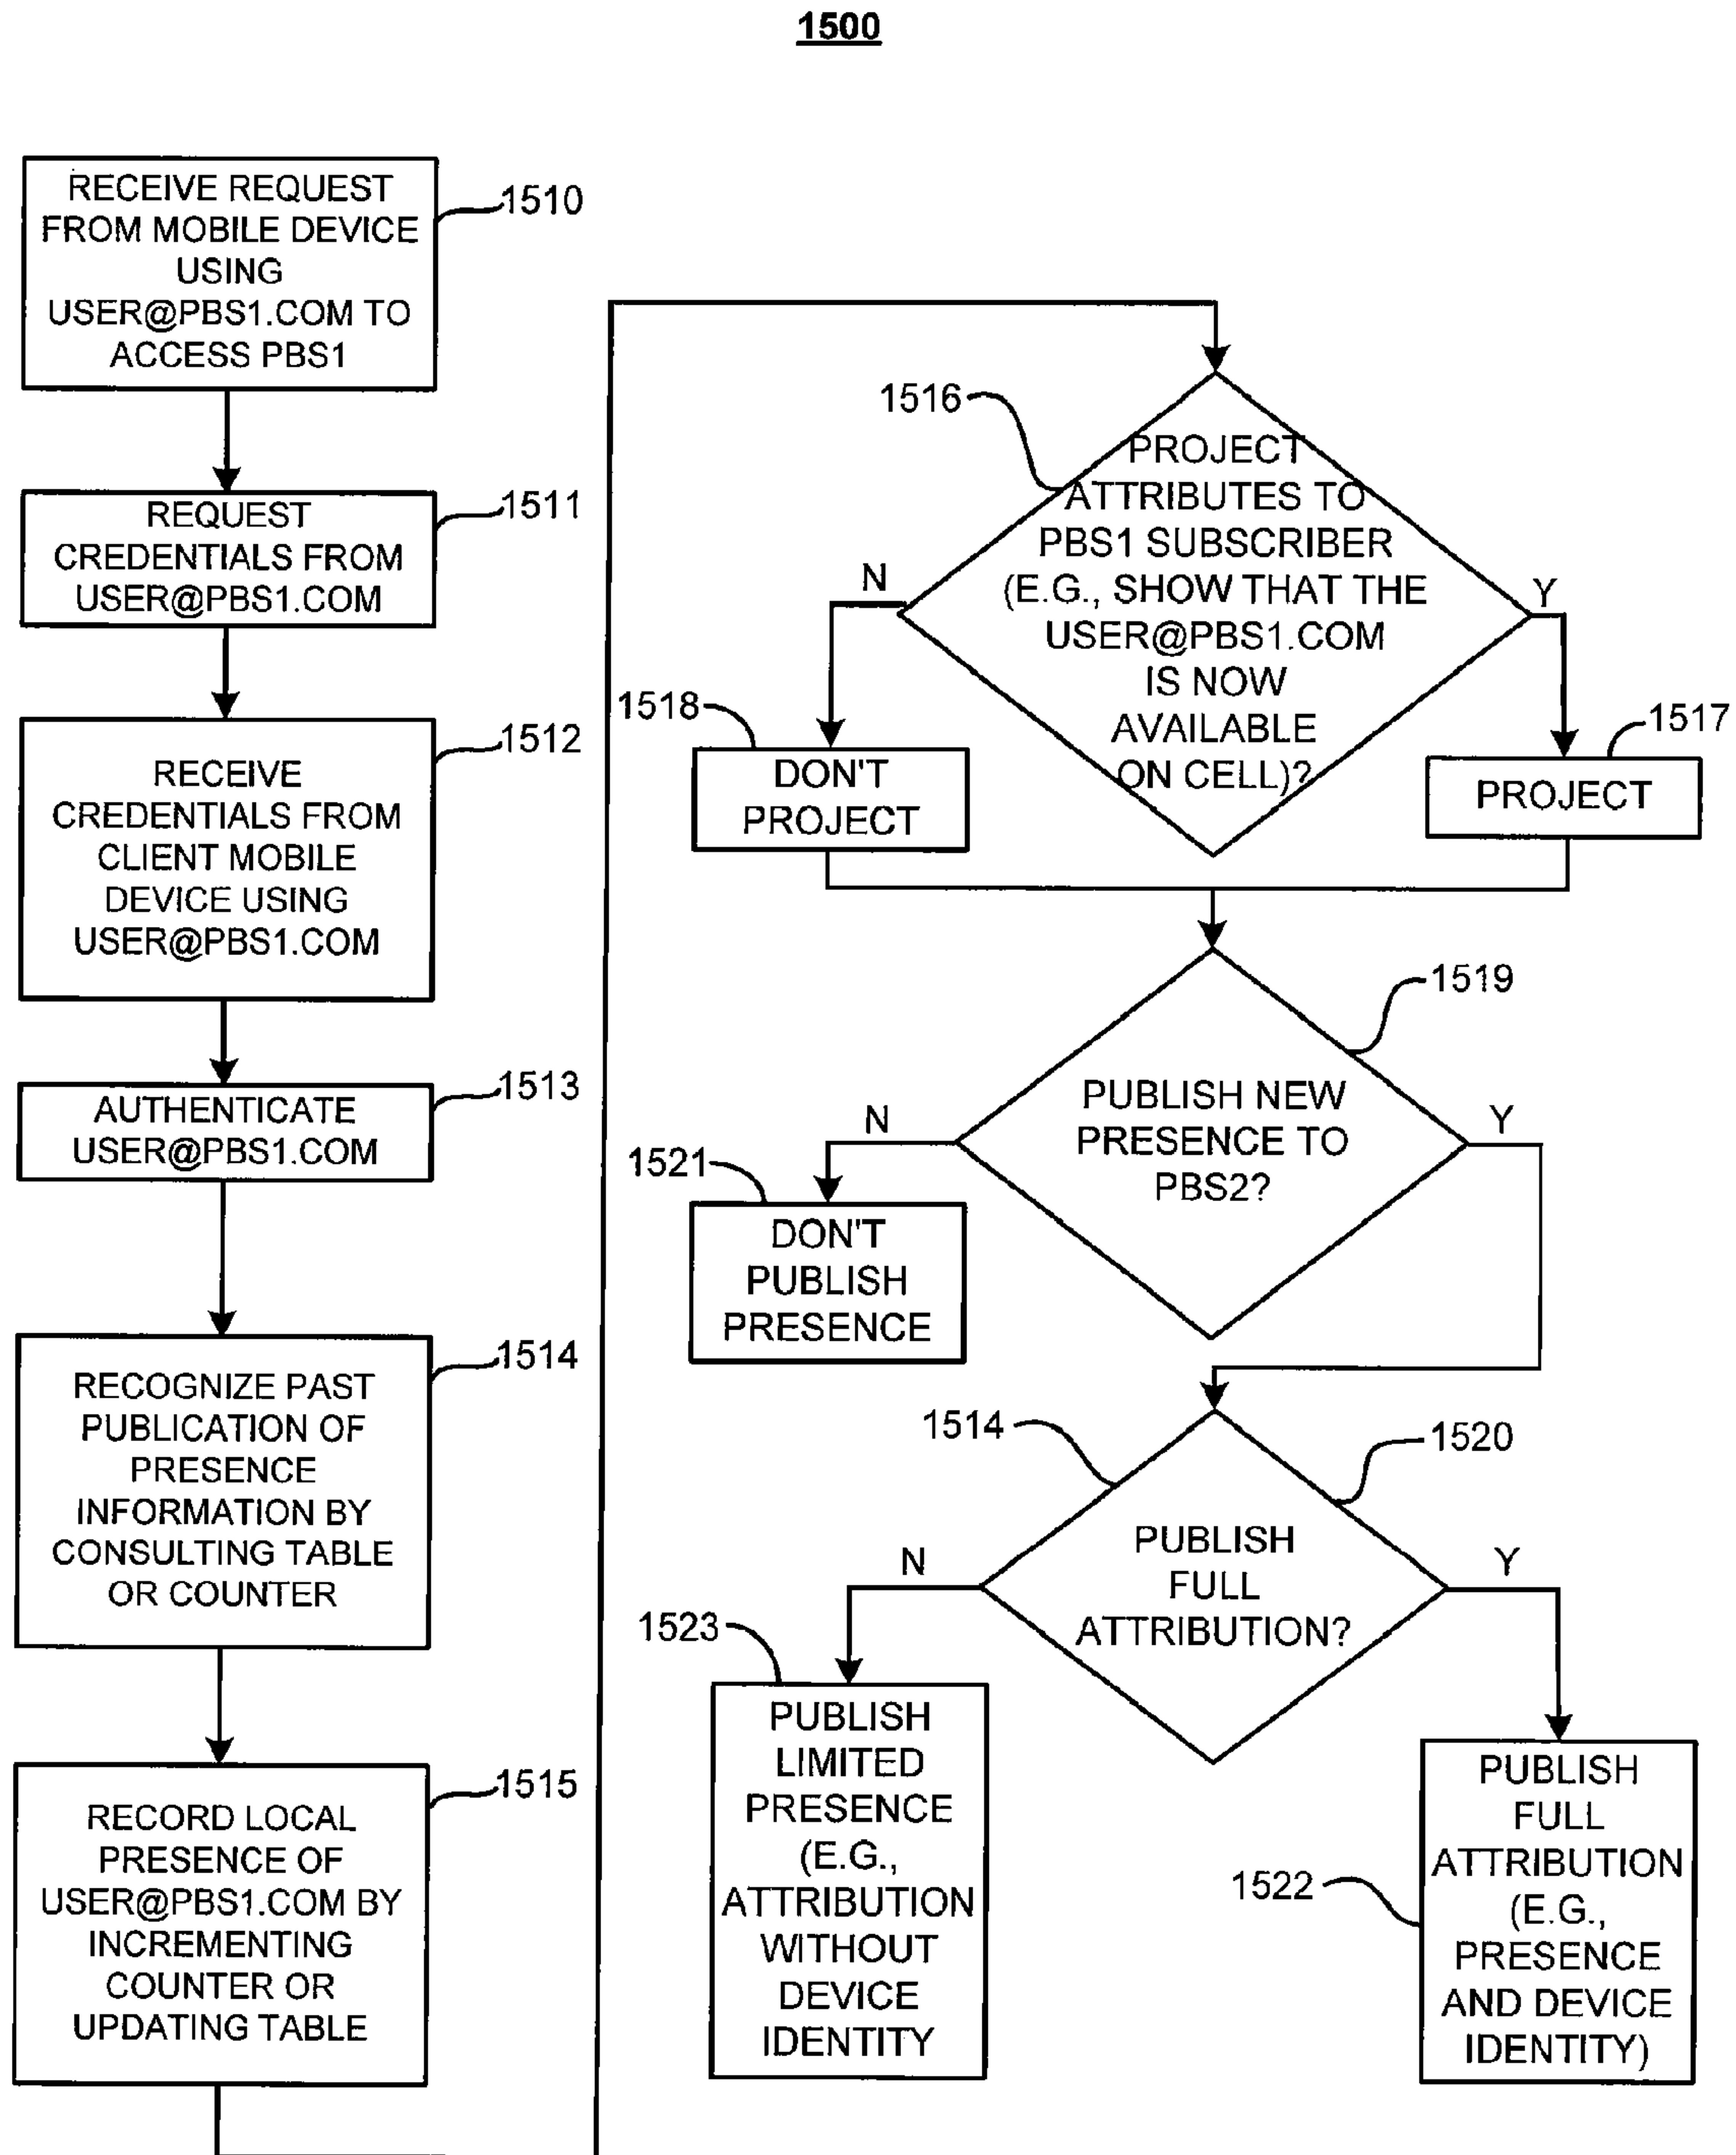 1500
RECEIVE REQUEST
FROM MOBILE DEVICE
USING
USER@PBS1.COM TO
ACCESS PBS1
1510
REQUEST
CREDENTIALS FROM
USER@PBS1.COM
1511
RECEIVE
CREDENTIALS FROM
CLIENT MOBILE
DEVICE USING
USER@PBS1.COM
1512
AUTHENTICATE
USER@PBS1.COM
1513
RECOGNIZE PAST
PUBLICATION OF
PRESENCE
INFORMATION BY
CONSULTING TABLE
OR COUNTER
1514
RECORD LOCAL
PRESENCE OF
USER@PBS1.COM BY
INCREMENTING
COUNTER OR
UPDATING TABLE
1515
1516
PROJECT
ATTRIBUTES TO
PBS1 SUBSCRIBER
(E.G., SHOW THAT THE
USER@PBS1.COM
IS NOW
AVAILABLE
ON CELL)?
N
Y
1518
DON'T
PROJECT
1517
PROJECT
1519
PUBLISH NEW
PRESENCE TO
PBS2?
N
Y
1521
DON'T
PUBLISH
PRESENCE
1514
1520
PUBLISH
FULL
ATTRIBUTION?
N
Y
1523
PUBLISH
LIMITED
PRESENCE
(E.G.,
ATTRIBUTION
WITHOUT
DEVICE
IDENTITY
1522
PUBLISH
FULL
ATTRIBUTION
(E.G.,
PRESENCE
AND DEVICE
IDENTITY)